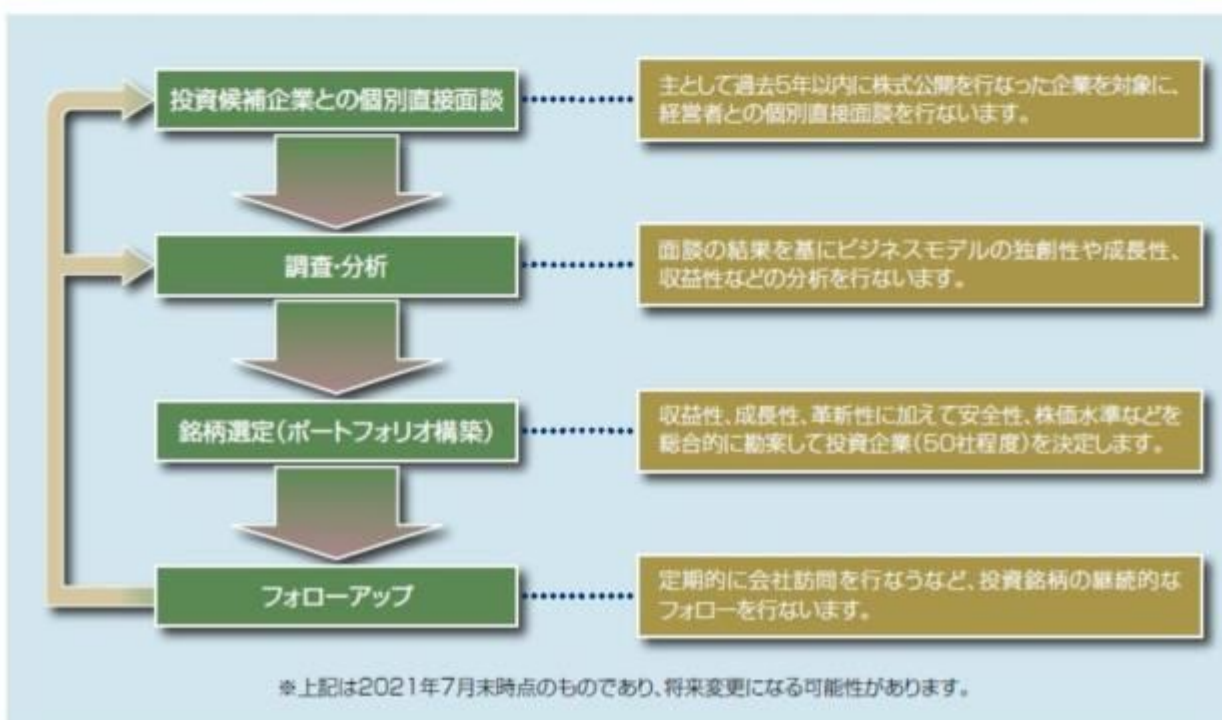 投資候補企業との個別直接面談
主として過去5年以内に株式公開を行なった企業を対象に、
経営者との個別直接面談を行ないます。
調査・分析
面談の結果を基にビジネスモデルの独創性や成長性、
収益性などの分析を行ないます。
銘柄選定(ポートフォリオ構築)
収益性、成長性、革新性に加えて安全性、株価水準などを
総合的に勘案して投資企業(50社程度)を決定します。
フォローアップ
定期的に会社訪問を行なうなど、投資銘柄の継続的な
フォローを行ないます。
※上記は2021年7月末時点のものであり、将来変更になる可能性があります。